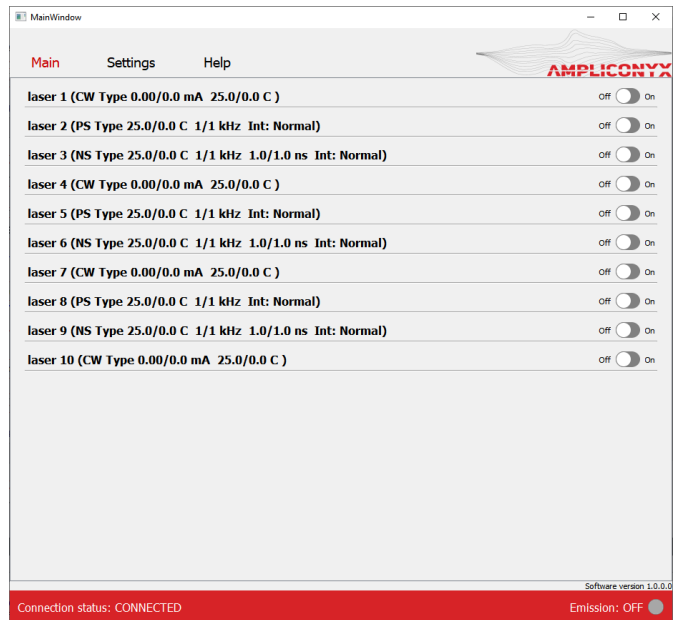 MainWindow
Main Settings Help
AMPLICONYX
laser 1 (CW Type 0.00/0.0 mA 25.0/0.0 C ) Off On
laser 2 (PS Type 25.0/0.0 C 1/1 kHz Int: Normal) Off On
laser 3 (NS Type 25.0/0.0 C 1/1 kHz 1.0/1.0 ns Int: Normal) Off On
laser 4 (CW Type 0.00/0.0 mA 25.0/0.0 C ) Off On
laser 5 (PS Type 25.0/0.0 C 1/1 kHz Int: Normal) Off On
laser 6 (NS Type 25.0/0.0 C 1/1 kHz 1.0/1.0 ns Int: Normal) Off On
laser 7 (CW Type 0.00/0.0 mA 25.0/0.0 C ) Off On
laser 8 (PS Type 25.0/0.0 C 1/1 kHz Int: Normal) Off On
laser 9 (NS Type 25.0/0.0 C 1/1 kHz 1.0/1.0 ns Int: Normal) Off On
laser 10 (CW Type 0.00/0.0 mA 25.0/0.0 C ) Off On
Software version 1.0.0.0
Connection status: CONNECTED Emission: OFF